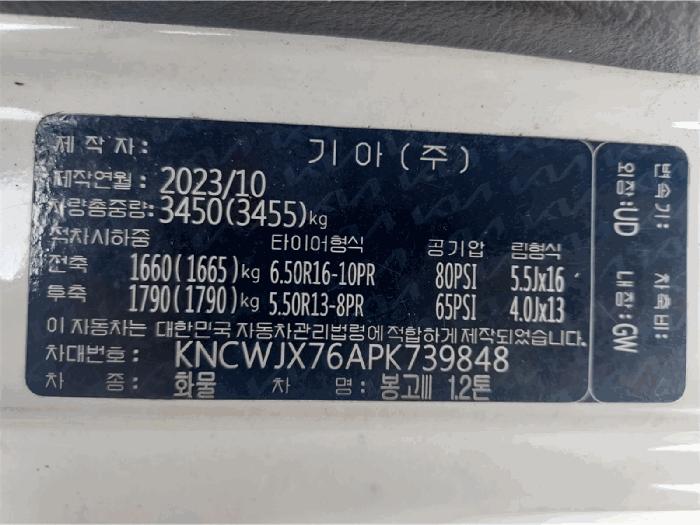 제 작 자 : 기 아 ( 주 )
제작연월 : 2023/10
차량총중량: 3450(3455)kg
적차시하중 타이어형식 공기압 림형식
전축 1660(1665)kg 6.50R16-10PR 80PSI 5.5Jx16
후축 1790(1790)kg 5.50R13-8PR 65PSI 4.0Jx13
이 자동차는 대한민국 자동차관리법령에 적합하게 제작되었습니다.
차대번호 : KNCWJX76APK739848
차 종 : 화물 차 명 : 봉고Ⅲ 1.2톤
변속기: 차축비:
외장: UD 내장: GW